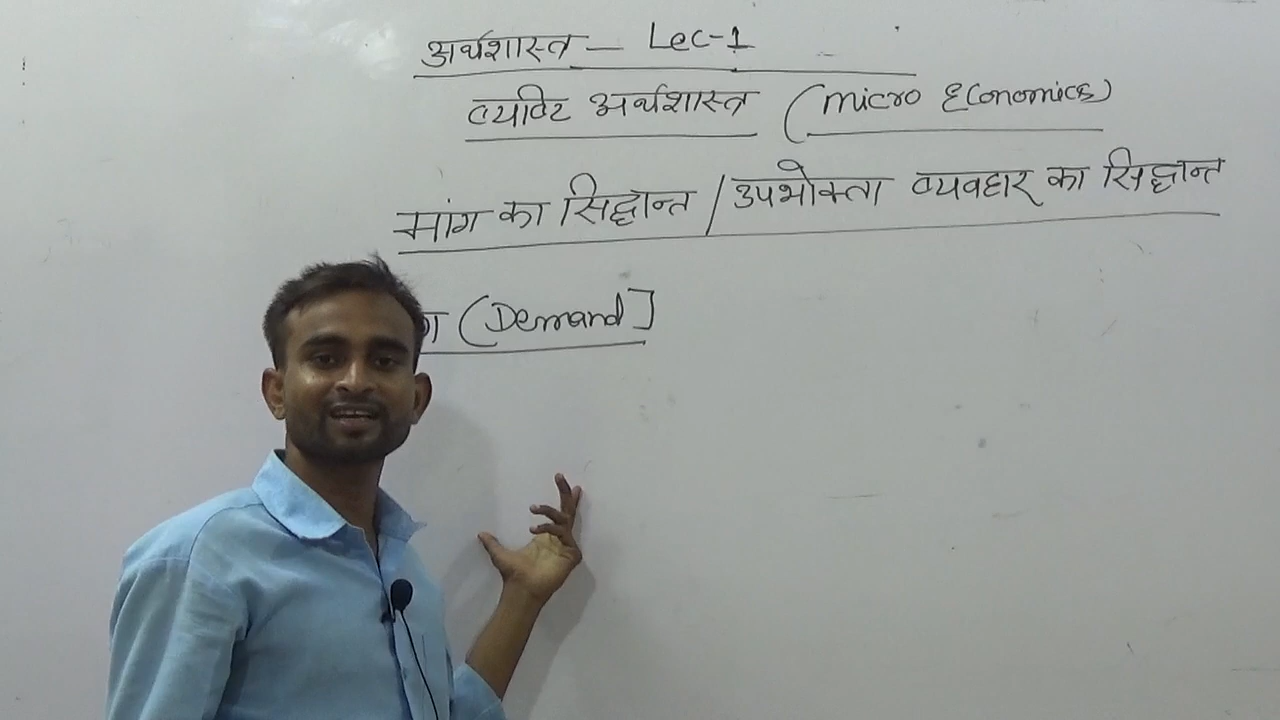 अर्थशास्त्र — Lec-1
व्यष्टि अर्थशास्त्र (Micro Economics)
मांग का सिद्धान्त / उपभोक्ता व्यवहार का सिद्धान्त
(Demand]